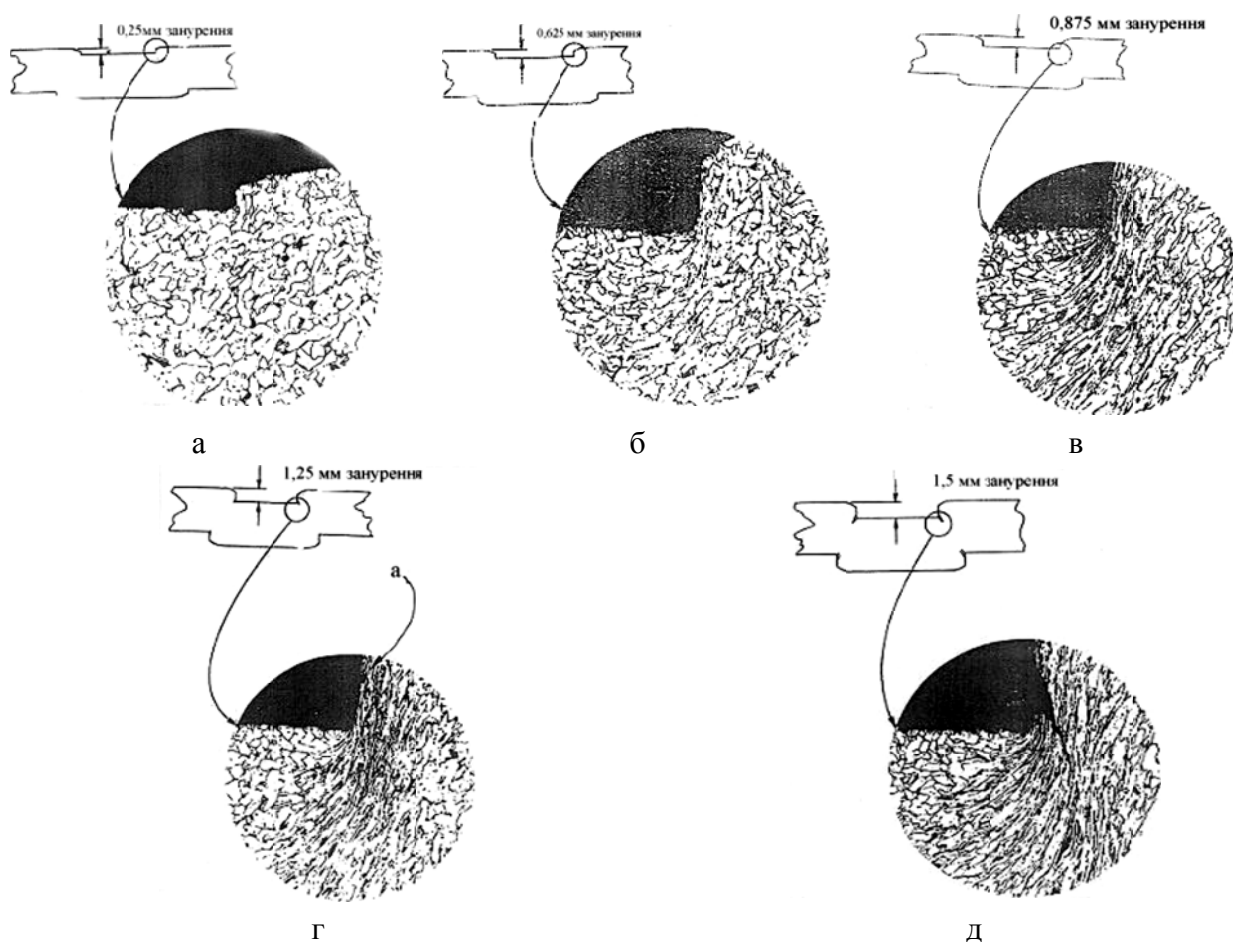 0,25мм занурення
0,625 мм занурення
0,875 мм занурення
а
б
в
1,25 мм занурення
1,5 мм занурення
а
г
д